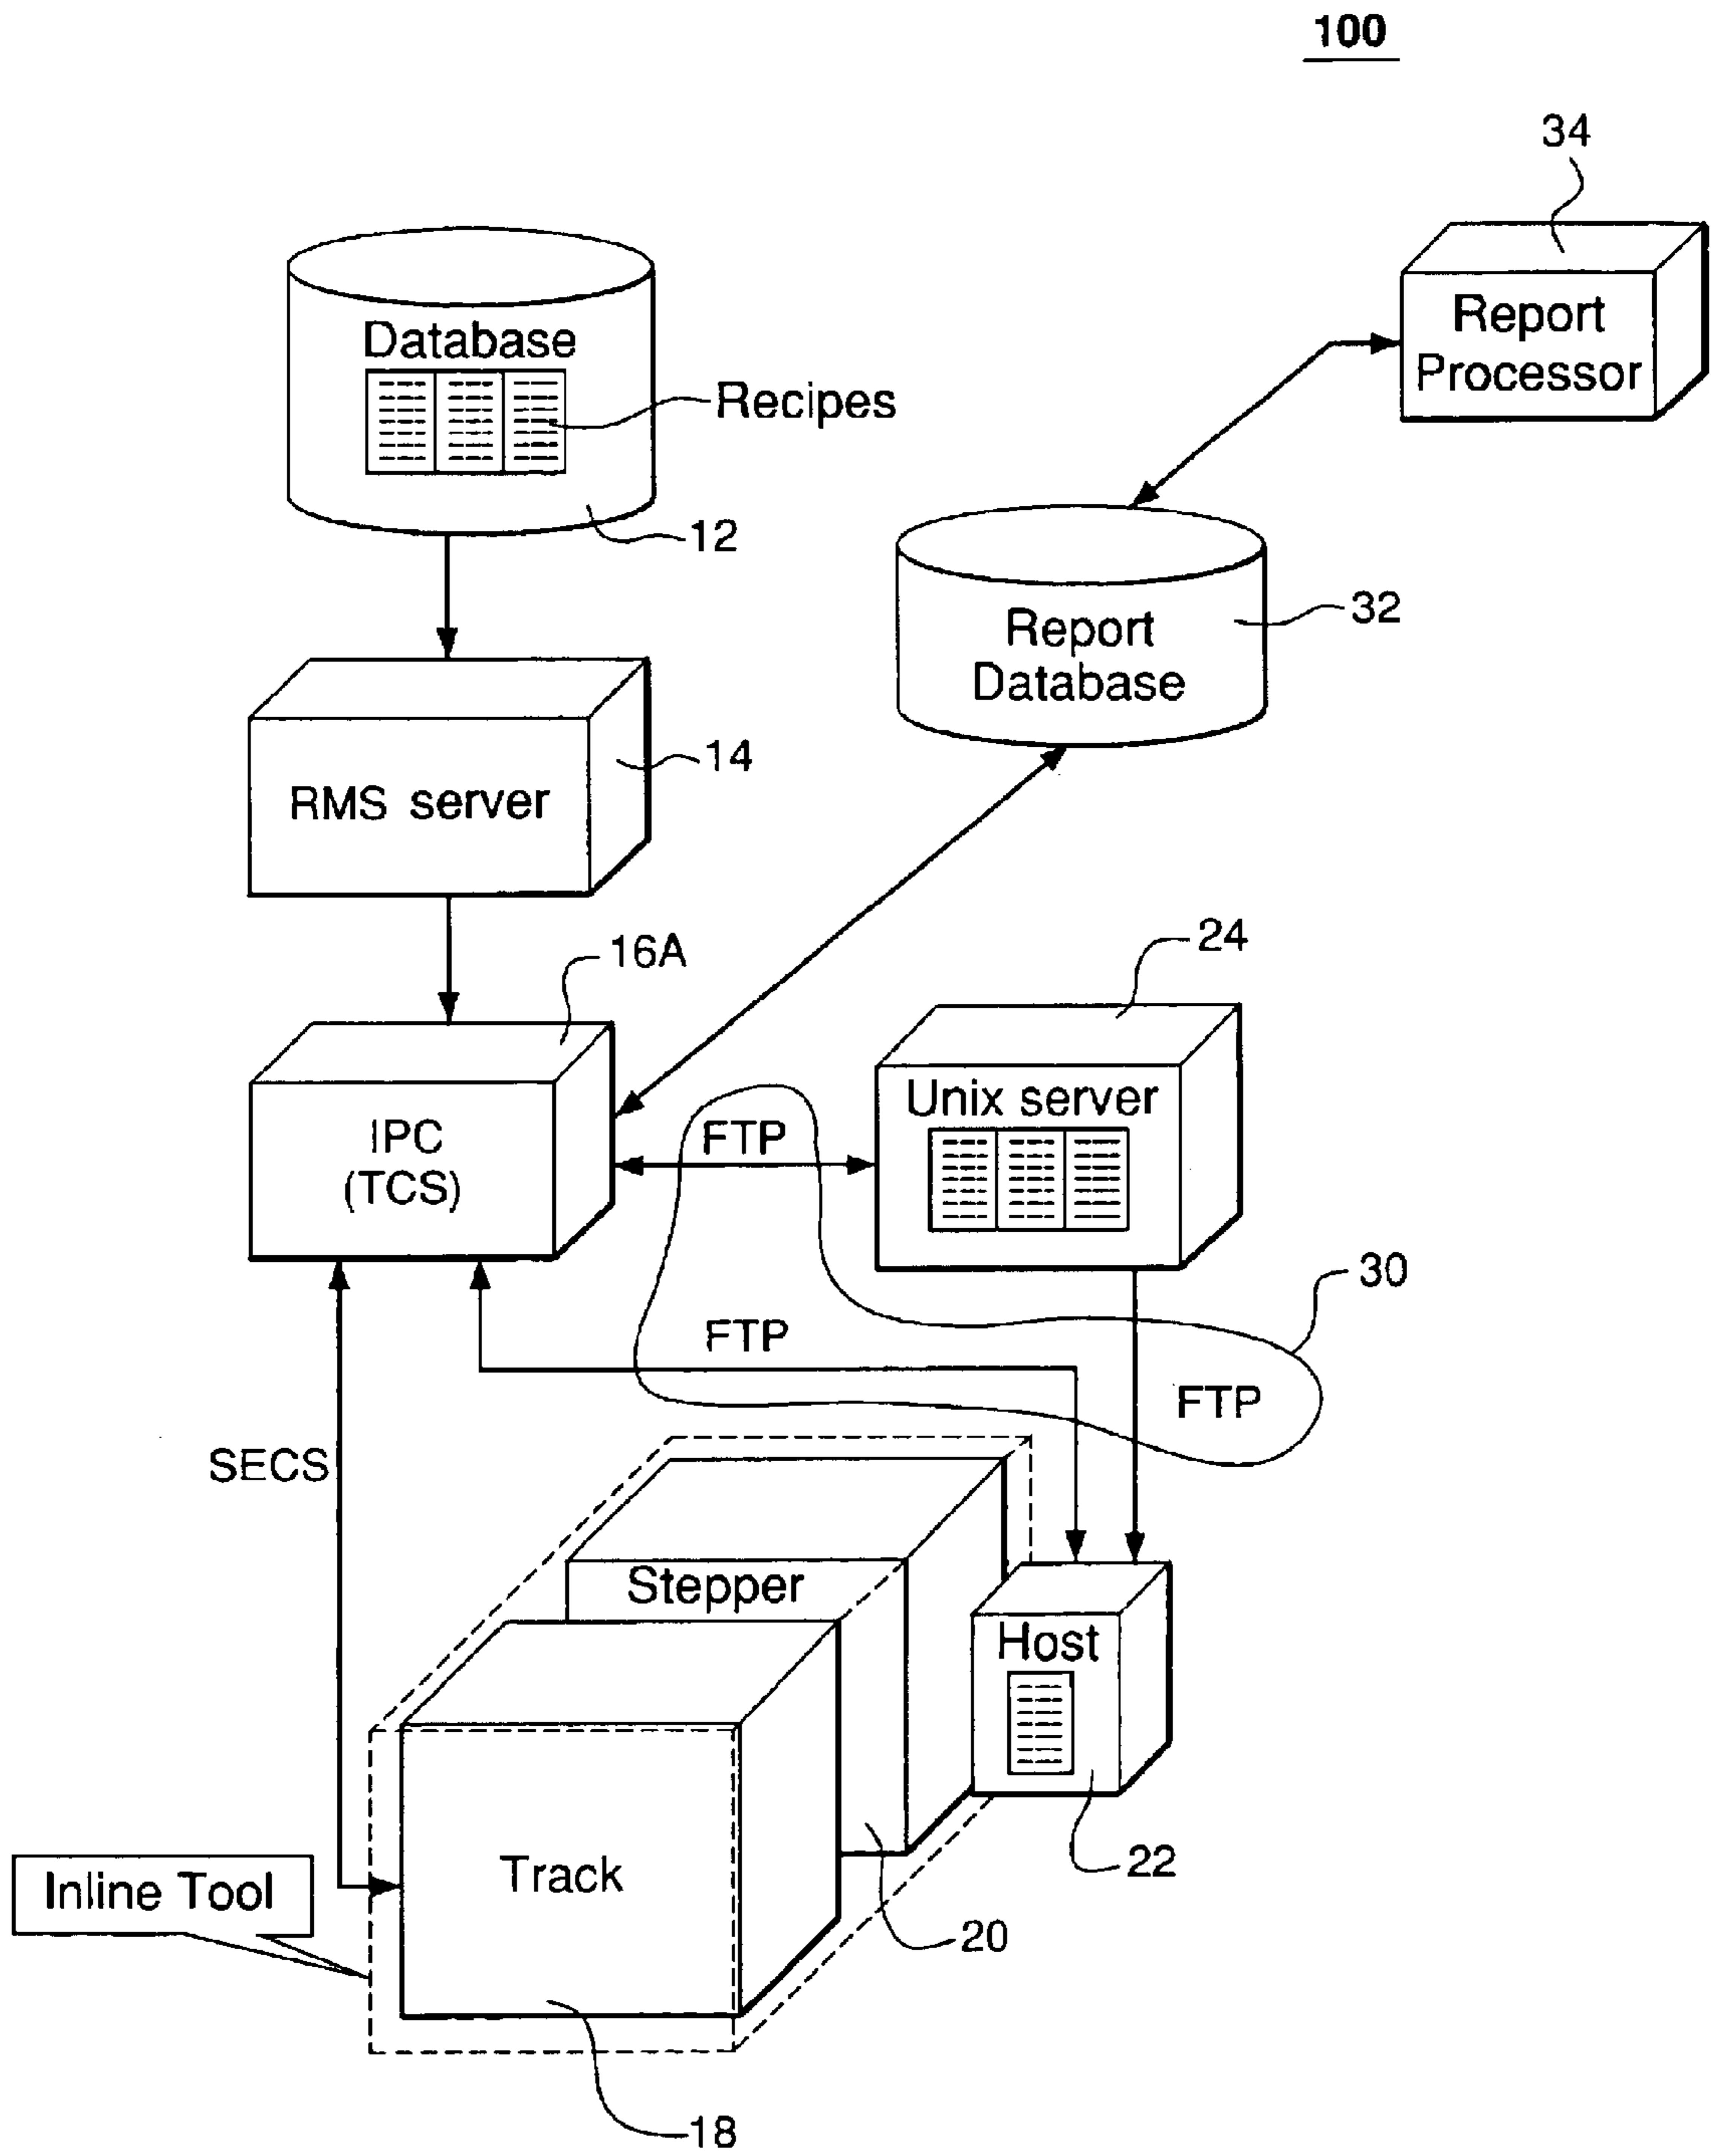 100
34
Report
Processor
Database
Recipes
12
Report
Database
32
RMS server
14
16A
24
IPC
(TCS)
FTP
Unix server
30
FTP
FTP
SECS
Stepper
Host
22
Track
Inline Tool
20
18